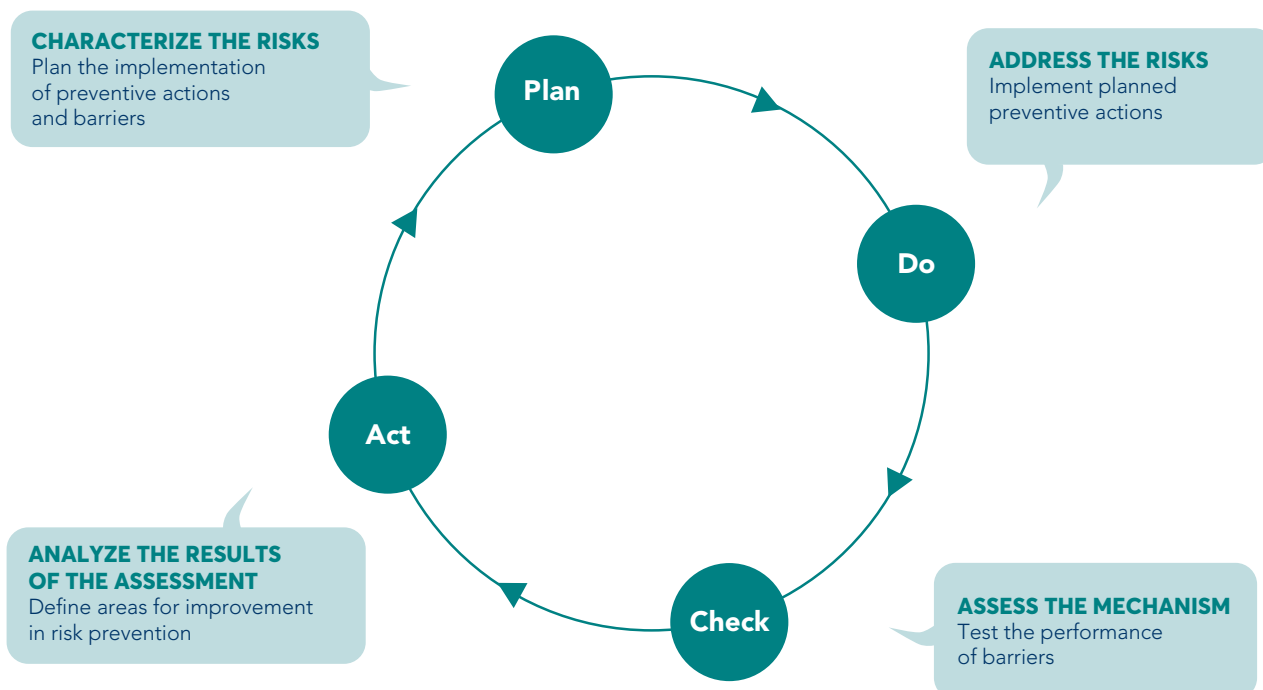 CHARACTERIZE THE RISKS
Plan the implementation
of preventive actions
and barriers
Plan
ADDRESS THE RISKS
Implement planned
preventive actions
Do
Act
ANALYZE THE RESULTS
OF THE ASSESSMENT
Define areas for improvement
in risk prevention
Check
ASSESS THE MECHANISM
Test the performance
of barriers